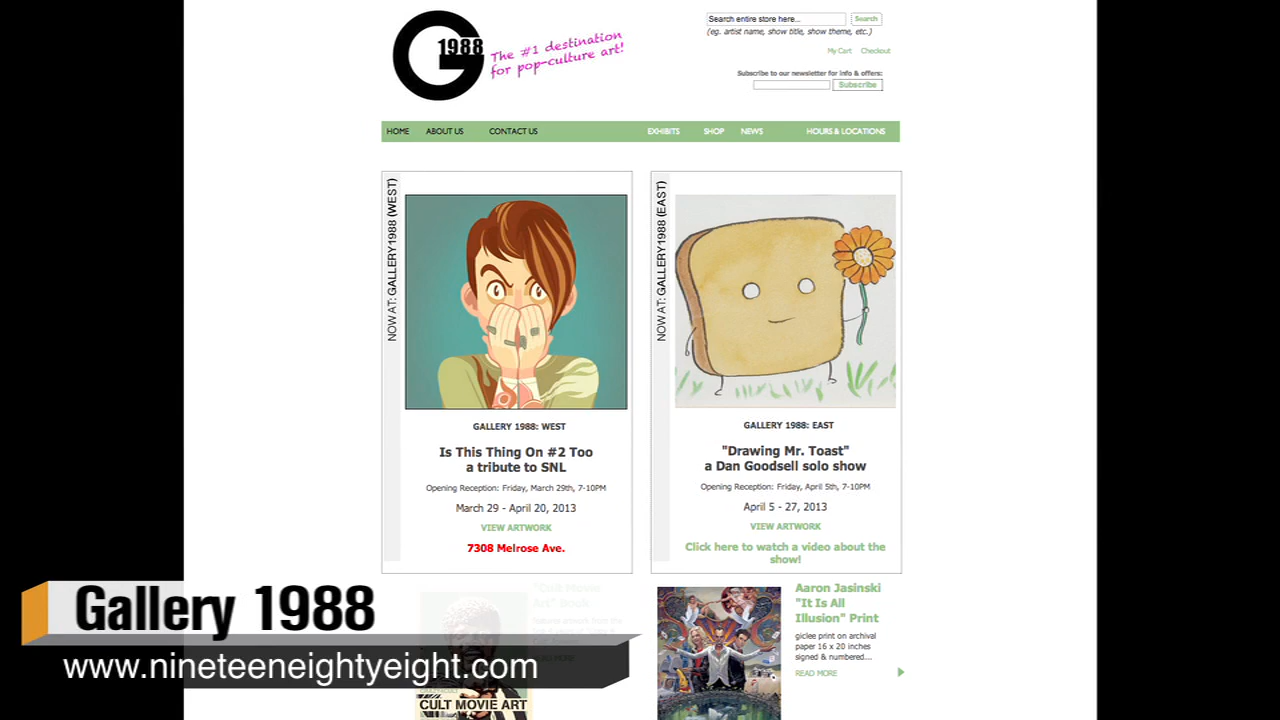 1988
The #1 destination
for pop-culture art!
Search entire store here...
Search
(eg. artist name, show title, show theme, etc.)
My Cart
Checkout
Subscribe to our newsletter for info & offers:
Subscribe
HOME
ABOUT US
CONTACT US
EXHIBITS
SHOP
NEWS
HOURS & LOCATIONS
NOW AT: GALLERY1988 (WEST)
GALLERY 1988: WEST
Is This Thing On #2 Too
a tribute to SNL
Opening Reception: Friday, March 29th, 7-10PM
March 29 - April 20, 2013
VIEW ARTWORK
7308 Melrose Ave.
NOW AT: GALLERY1988 (EAST)
GALLERY 1988: EAST
"Drawing Mr. Toast"
a Dan Goodsell solo show
Opening Reception: Friday, April 5th, 7-10PM
April 5 - 27, 2013
VIEW ARTWORK
Click here to watch a video about the
show!
"Cult Movie
Art" Book
READ MORE
CULT MOVIE ART
Aaron Jasinski
"It Is All
Illusion" Print
giclee print on archival
paper 16 x 20 inches
signed & numbered....
READ MORE
Gallery 1988
www.nineteeneightyeight.com